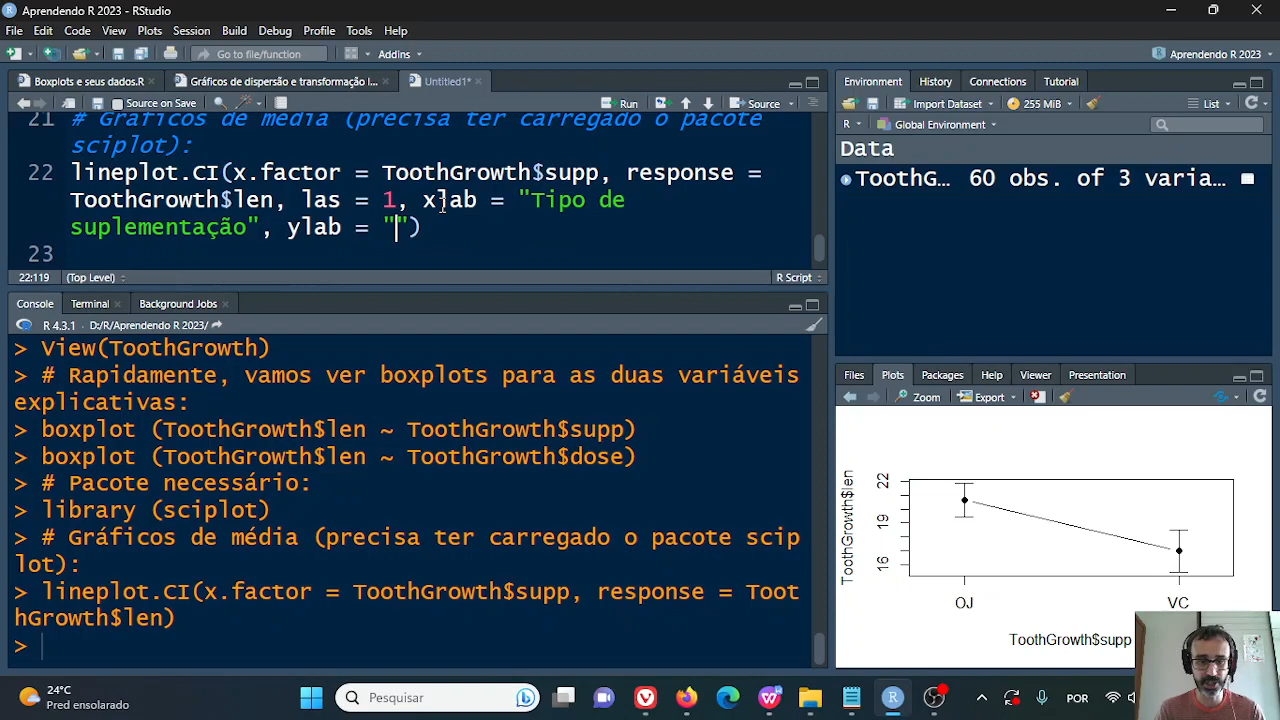 Aprendendo R 2023 - RStudio
File Edit Code View Plots Session Build Debug Profile Tools Help
Go to file/function Addins Aprendendo R 2023
Boxplots e seus dados.R Gráficos de dispersão e transformação l... Untitled1*
Source on Save Run Source
21 # Gráficos de média (precisa ter carregado o pacote
sciplot):
22 lineplot.CI(x.factor = ToothGrowth$supp, response =
ToothGrowth$len, las = 1, xlab = "Tipo de
suplementação", ylab = "")
23
22:119 (Top Level) R Script
Console Terminal Background Jobs
R 4.3.1 · D:/R/Aprendendo R 2023/
> View(ToothGrowth)
> # Rapidamente, vamos ver boxplots para as duas variáveis
explicativas:
> boxplot (ToothGrowth$len ~ ToothGrowth$supp)
> boxplot (ToothGrowth$len ~ ToothGrowth$dose)
> # Pacote necessário:
> library (sciplot)
> # Gráficos de média (precisa ter carregado o pacote scip
lot):
> lineplot.CI(x.factor = ToothGrowth$supp, response = Toot
hGrowth$len)
>
Environment History Connections Tutorial
Import Dataset 255 MiB List
R Global Environment
Data
ToothG... 60 obs. of 3 varia...
Files Plots Packages Help Viewer Presentation
Zoom Export
ToothGrowth$len
22
19
16
OJ VC
ToothGrowth$supp
24°C
Pred ensolarado
Pesquisar
POR